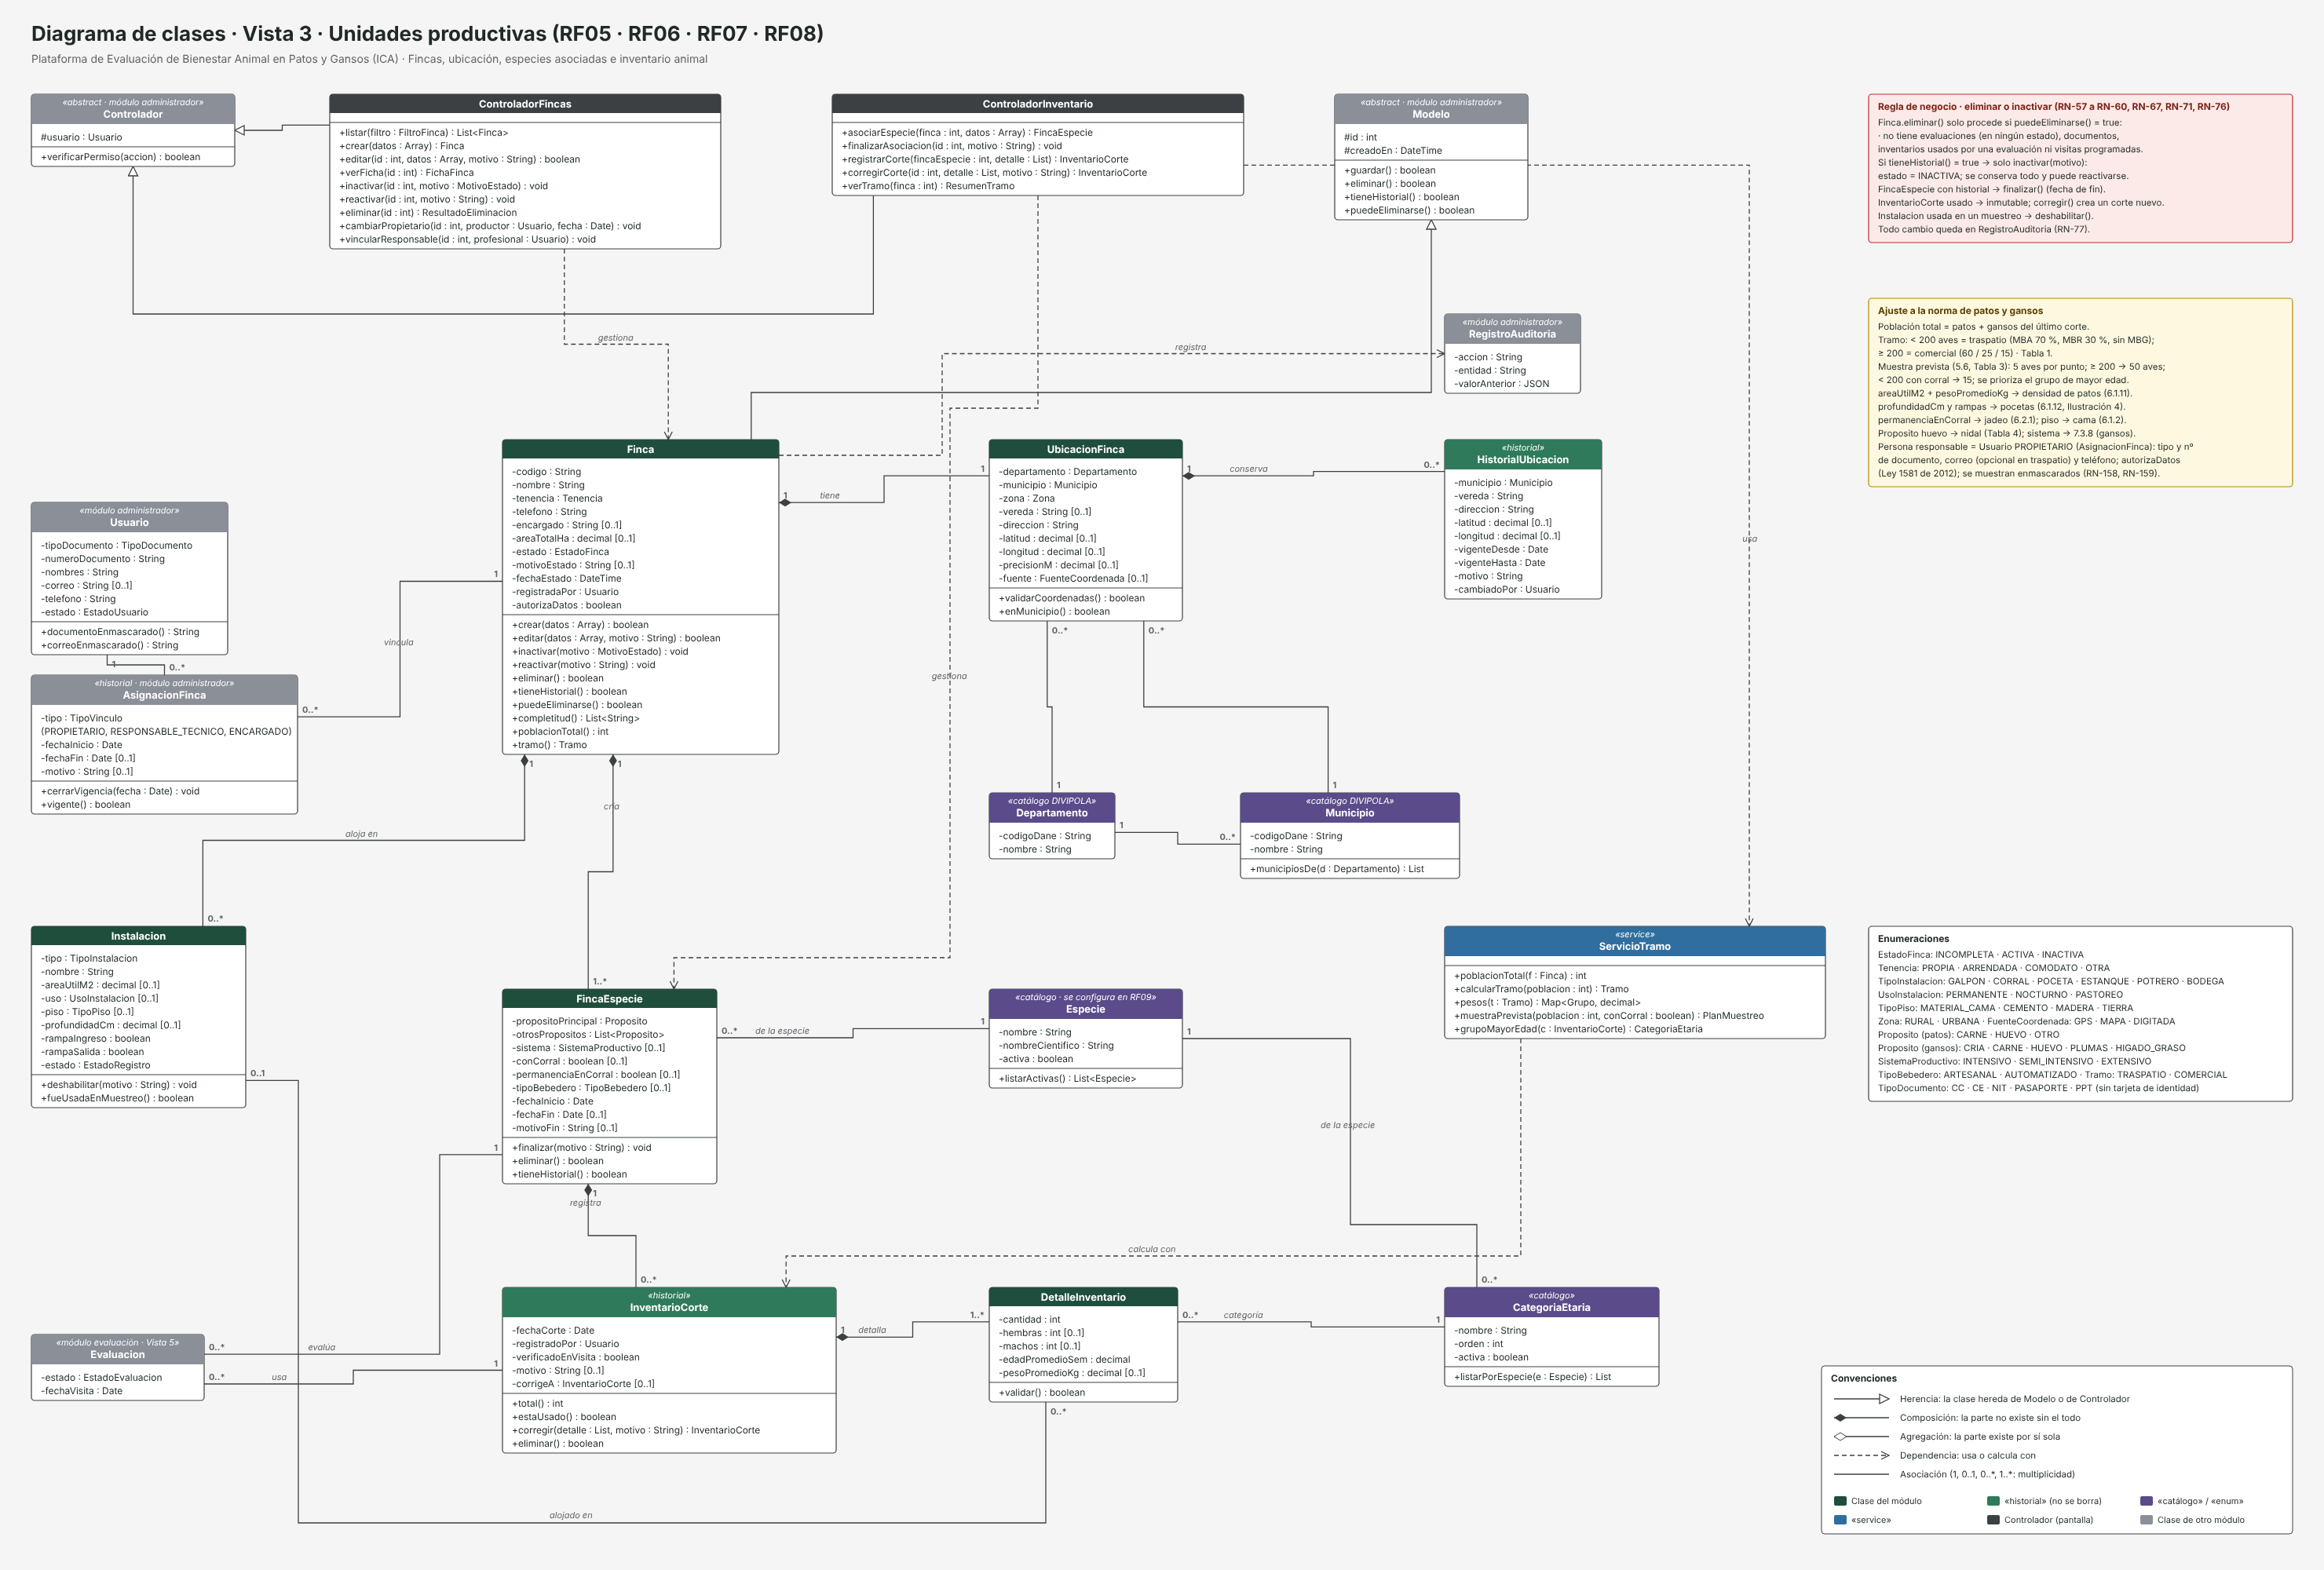 Diagrama de clases · Vista 3 · Unidades productivas (RF05 · RF06 · RF07 · RF08)
Plataforma de Evaluación de Bienestar Animal en Patos y Gansos (ICA) · Fincas, ubicación, especies asociadas e inventario animal
«abstract · módulo administrador»
Controlador
#usuario : Usuario
+verificarPermiso(accion) : boolean
ControladorFincas
+listar(filtro : FiltroFinca) : List<Finca>
+crear(datos : Array) : Finca
+editar(id : int, datos : Array, motivo : String) : boolean
+verFicha(id : int) : FichaFinca
+inactivar(id : int, motivo : MotivoEstado) : void
+reactivar(id : int, motivo : String) : void
+eliminar(id : int) : ResultadoEliminacion
+cambiarPropietario(id : int, productor : Usuario, fecha : Date) : void
+vincularResponsable(id : int, profesional : Usuario) : void
ControladorInventario
+asociarEspecie(finca : int, datos : Array) : FincaEspecie
+finalizarAsociacion(id : int, motivo : String) : void
+registrarCorte(fincaEspecie : int, detalle : List) : InventarioCorte
+corregirCorte(id : int, detalle : List, motivo : String) : InventarioCorte
+verTramo(finca : int) : ResumenTramo
«abstract · módulo administrador»
Modelo
#id : int
#creadoEn : DateTime
+guardar() : boolean
+eliminar() : boolean
+tieneHistorial() : boolean
+puedeEliminarse() : boolean
Regla de negocio · eliminar o inactivar (RN-57 a RN-60, RN-67, RN-71, RN-76)
Finca.eliminar() solo procede si puedeEliminarse() = true:
· no tiene evaluaciones (en ningún estado), documentos,
inventarios usados por una evaluación ni visitas programadas.
Si tieneHistorial() = true → solo inactivar(motivo):
estado = INACTIVA; se conserva todo y puede reactivarse.
FincaEspecie con historial → finalizar() (fecha de fin).
InventarioCorte usado → inmutable; corregir() crea un corte nuevo.
Instalacion usada en un muestreo → deshabilitar().
Todo cambio queda en RegistroAuditoria (RN-77).
Ajuste a la norma de patos y gansos
Población total = patos + gansos del último corte.
Tramo: < 200 aves = traspatio (MBA 70 %, MBR 30 %, sin MBG);
≥ 200 = comercial (60 / 25 / 15) · Tabla 1.
Muestra prevista (5.6, Tabla 3): 5 aves por punto; ≥ 200 → 50 aves;
< 200 con corral → 15; se prioriza el grupo de mayor edad.
areaUtilM2 + pesoPromedioKg → densidad de patos (6.1.11).
profundidadCm y rampas → pocetas (6.1.12, Ilustración 4).
permanenciaEnCorral → jadeo (6.2.1); piso → cama (6.1.2).
Proposito huevo → nidal (Tabla 4); sistema → 7.3.8 (gansos).
Persona responsable = Usuario PROPIETARIO (AsignacionFinca): tipo y nº
de documento, correo (opcional en traspatio) y teléfono; autorizaDatos
(Ley 1581 de 2012); se muestran enmascarados (RN-158, RN-159).
«módulo administrador»
RegistroAuditoria
-accion : String
-entidad : String
-valorAnterior : JSON
gestiona
registra
Finca
-codigo : String
-nombre : String
-tenencia : Tenencia
-telefono : String
-encargado : String [0..1]
-areaTotalHa : decimal [0..1]
-estado : EstadoFinca
-motivoEstado : String [0..1]
-fechaEstado : DateTime
-registradaPor : Usuario
-autorizaDatos : boolean
+crear(datos : Array) : boolean
+editar(datos : Array, motivo : String) : boolean
+inactivar(motivo : MotivoEstado) : void
+reactivar(motivo : String) : void
+eliminar() : boolean
+tieneHistorial() : boolean
+puedeEliminarse() : boolean
+completitud() : List<String>
+poblacionTotal() : int
+tramo() : Tramo
1
tiene
1
UbicacionFinca
-departamento : Departamento
-municipio : Municipio
-zona : Zona
-vereda : String [0..1]
-direccion : String
-latitud : decimal [0..1]
-longitud : decimal [0..1]
-precisionM : decimal [0..1]
-fuente : FuenteCoordenada [0..1]
+validarCoordenadas() : boolean
+enMunicipio() : boolean
1
conserva
0..*
«historial»
HistorialUbicacion
-municipio : Municipio
-vereda : String
-direccion : String
-latitud : decimal [0..1]
-longitud : decimal [0..1]
-vigenteDesde : Date
-vigenteHasta : Date
-motivo : String
-cambiadoPor : Usuario
usa
«módulo administrador»
Usuario
-tipoDocumento : TipoDocumento
-numeroDocumento : String
-nombres : String
-correo : String [0..1]
-telefono : String
-estado : EstadoUsuario
+documentoEnmascarado() : String
+correoEnmascarado() : String
1
0..*
«historial · módulo administrador»
AsignacionFinca
-tipo : TipoVinculo
(PROPIETARIO, RESPONSABLE_TECNICO, ENCARGADO)
-fechaInicio : Date
-fechaFin : Date [0..1]
-motivo : String [0..1]
+cerrarVigencia(fecha : Date) : void
+vigente() : boolean
0..*
vincula
1
0..*
0..*
gestiona
1
1
«catálogo DIVIPOLA»
Departamento
-codigoDane : String
-nombre : String
1
0..*
«catálogo DIVIPOLA»
Municipio
-codigoDane : String
-nombre : String
+municipiosDe(d : Departamento) : List
1
1
cría
aloja en
0..*
Instalacion
-tipo : TipoInstalacion
-nombre : String
-areaUtilM2 : decimal [0..1]
-uso : UsoInstalacion [0..1]
-piso : TipoPiso [0..1]
-profundidadCm : decimal [0..1]
-rampaIngreso : boolean
-rampaSalida : boolean
-estado : EstadoRegistro
+deshabilitar(motivo : String) : void
+fueUsadaEnMuestreo() : boolean
0..1
1..*
FincaEspecie
-propositoPrincipal : Proposito
-otrosPropositos : List<Proposito>
-sistema : SistemaProductivo [0..1]
-conCorral : boolean [0..1]
-permanenciaEnCorral : boolean [0..1]
-tipoBebedero : TipoBebedero [0..1]
-fechaInicio : Date
-fechaFin : Date [0..1]
-motivoFin : String [0..1]
+finalizar(motivo : String) : void
+eliminar() : boolean
+tieneHistorial() : boolean
0..*
de la especie
1
«catálogo · se configura en RF09»
Especie
-nombre : String
-nombreCientifico : String
-activa : boolean
+listarActivas() : List<Especie>
1
de la especie
«service»
ServicioTramo
+poblacionTotal(f : Finca) : int
+calcularTramo(poblacion : int) : Tramo
+pesos(t : Tramo) : Map<Grupo, decimal>
+muestraPrevista(poblacion : int, conCorral : boolean) : PlanMuestreo
+grupoMayorEdad(c : InventarioCorte) : CategoriaEtaria
Enumeraciones
EstadoFinca: INCOMPLETA · ACTIVA · INACTIVA
Tenencia: PROPIA · ARRENDADA · COMODATO · OTRA
TipoInstalacion: GALPON · CORRAL · POCETA · ESTANQUE · POTRERO · BODEGA
UsoInstalacion: PERMANENTE · NOCTURNO · PASTOREO
TipoPiso: MATERIAL_CAMA · CEMENTO · MADERA · TIERRA
Zona: RURAL · URBANA · FuenteCoordenada: GPS · MAPA · DIGITADA
Proposito (patos): CARNE · HUEVO · OTRO
Proposito (gansos): CRIA · CARNE · HUEVO · PLUMAS · HIGADO_GRASO
SistemaProductivo: INTENSIVO · SEMI_INTENSIVO · EXTENSIVO
TipoBebedero: ARTESANAL · AUTOMATIZADO · Tramo: TRASPATIO · COMERCIAL
TipoDocumento: CC · CE · NIT · PASAPORTE · PPT (sin tarjeta de identidad)
1
1
registra
calcula con
0..*
0..*
«historial»
InventarioCorte
-fechaCorte : Date
-registradoPor : Usuario
-verificadoEnVisita : boolean
-motivo : String [0..1]
-corrigeA : InventarioCorte [0..1]
+total() : int
+estaUsado() : boolean
+corregir(detalle : List, motivo : String) : InventarioCorte
+eliminar() : boolean
1
detalla
1..*
DetalleInventario
-cantidad : int
-hembras : int [0..1]
-machos : int [0..1]
-edadPromedioSem : decimal
-pesoPromedioKg : decimal [0..1]
+validar() : boolean
0..*
categoría
1
0..*
«catálogo»
CategoriaEtaria
-nombre : String
-orden : int
-activa : boolean
+listarPorEspecie(e : Especie) : List
«módulo evaluación · Vista 5»
Evaluacion
-estado : EstadoEvaluacion
-fechaVisita : Date
0..*
evalúa
0..*
usa
1
alojado en
Convenciones
Herencia: la clase hereda de Modelo o de Controlador
Composición: la parte no existe sin el todo
Agregación: la parte existe por sí sola
Dependencia: usa o calcula con
Asociación (1, 0..1, 0..*, 1..*: multiplicidad)
Clase del módulo
«historial» (no se borra)
«catálogo» / «enum»
«service»
Controlador (pantalla)
Clase de otro módulo